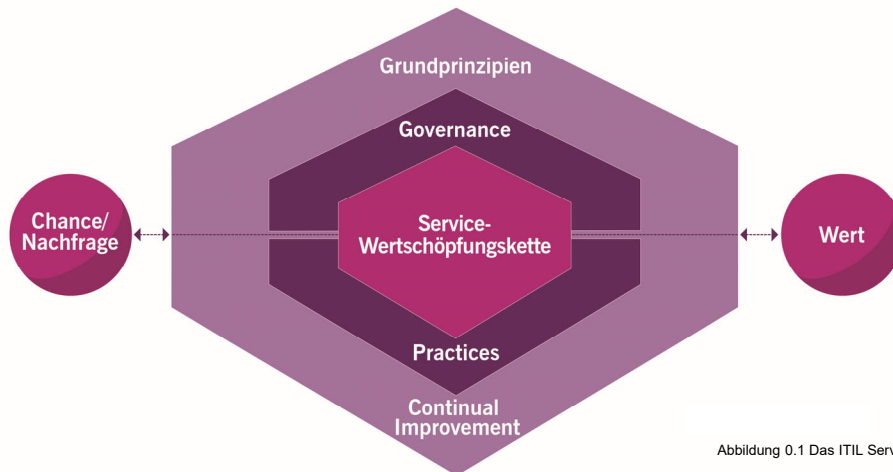 Grundprinzipien
Governance
Chance/
Nachfrage
Service-
Wertschöpfungskette
Wert
Practices
Continual
Improvement
Abbildung 0.1 Das ITIL Serv